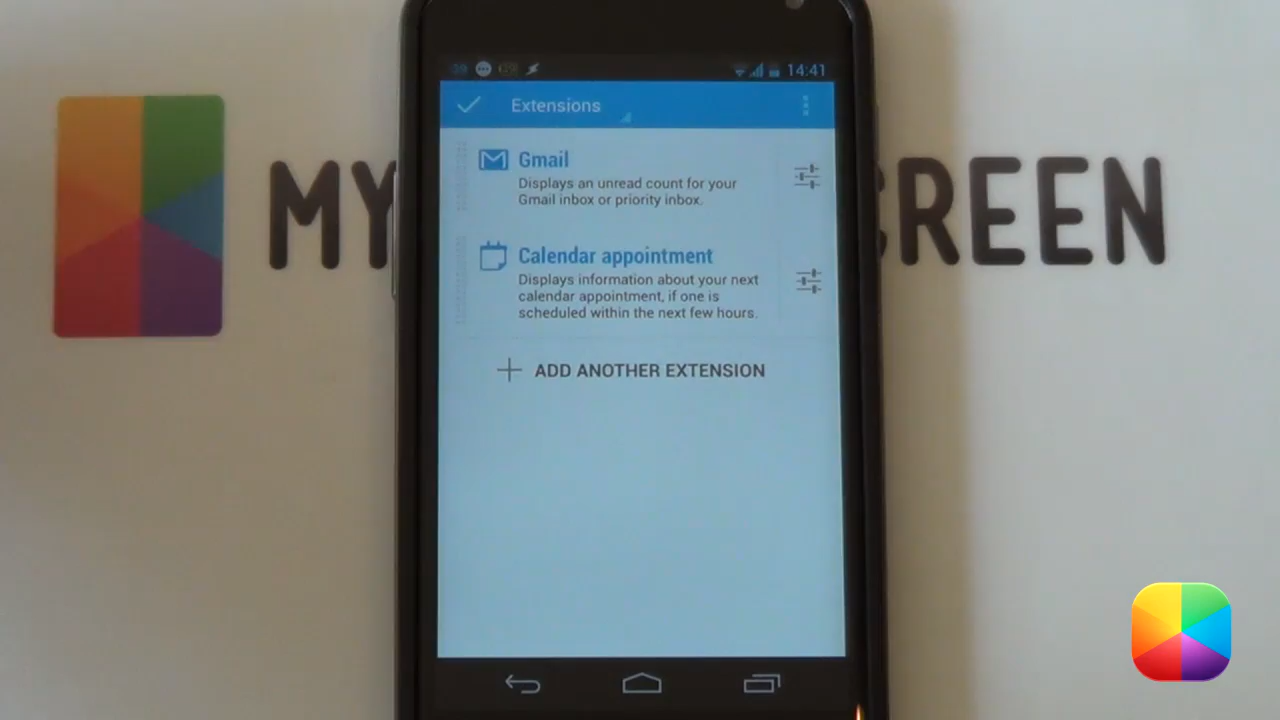 14:41
Extensions
Gmail
Displays an unread count for your
Gmail inbox or priority inbox.
Calendar appointment
Displays information about your next
calendar appointment, if one is
scheduled within the next few hours.
ADD ANOTHER EXTENSION
MY
CREEN